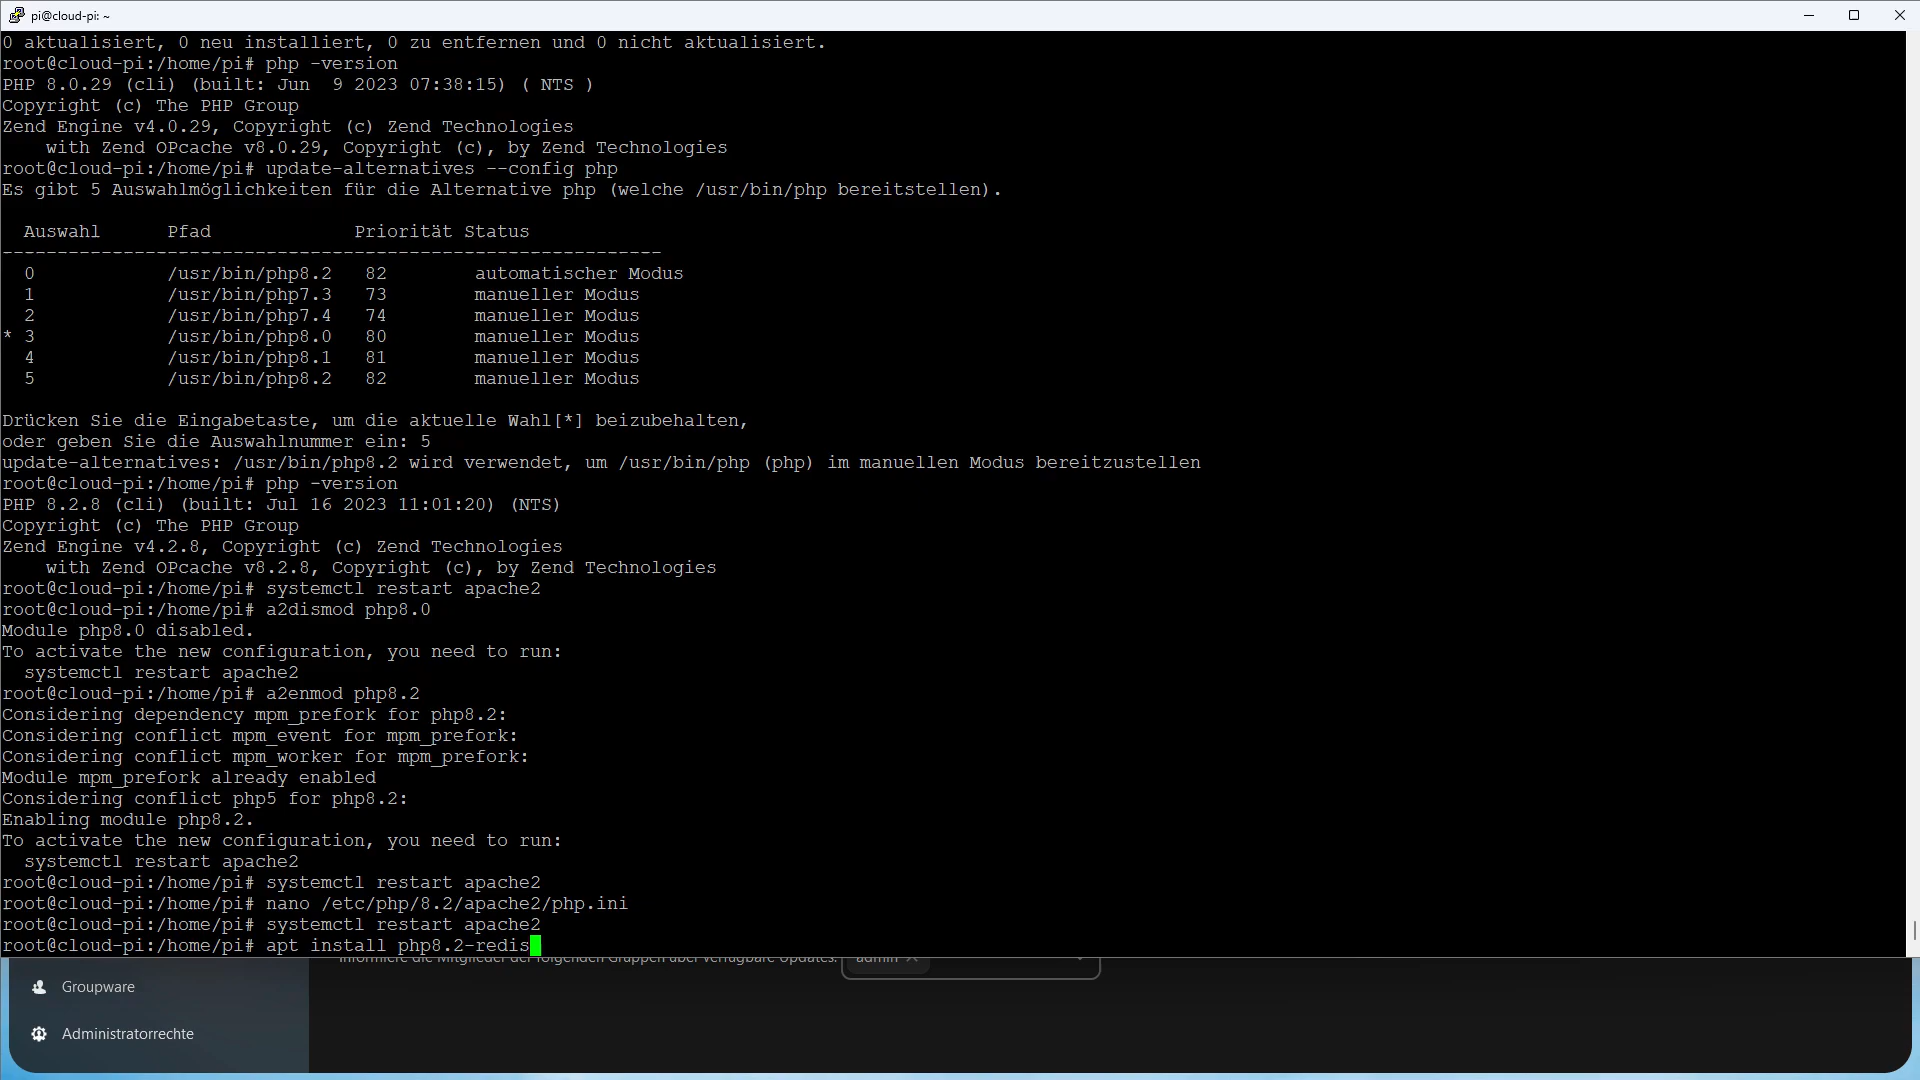 pi@cloud-pi: ~
0 aktualisiert, 0 neu installiert, 0 zu entfernen und 0 nicht aktualisiert.
root@cloud-pi:/home/pi# php -version
PHP 8.0.29 (cli) (built: Jun  9 2023 07:38:15) ( NTS )
Copyright (c) The PHP Group
Zend Engine v4.0.29, Copyright (c) Zend Technologies
    with Zend OPcache v8.0.29, Copyright (c), by Zend Technologies
root@cloud-pi:/home/pi# update-alternatives --config php
Es gibt 5 Auswahlmöglichkeiten für die Alternative php (welche /usr/bin/php bereitstellen).
  Auswahl      Pfad             Priorität Status
------------------------------------------------------------
  0            /usr/bin/php8.2   82        automatischer Modus
  1            /usr/bin/php7.3   73        manueller Modus
  2            /usr/bin/php7.4   74        manueller Modus
* 3            /usr/bin/php8.0   80        manueller Modus
  4            /usr/bin/php8.1   81        manueller Modus
  5            /usr/bin/php8.2   82        manueller Modus
Drücken Sie die Eingabetaste, um die aktuelle Wahl[*] beizubehalten,
oder geben Sie die Auswahlnummer ein: 5
update-alternatives: /usr/bin/php8.2 wird verwendet, um /usr/bin/php (php) im manuellen Modus bereitzustellen
root@cloud-pi:/home/pi# php -version
PHP 8.2.8 (cli) (built: Jul 16 2023 11:01:20) (NTS)
Copyright (c) The PHP Group
Zend Engine v4.2.8, Copyright (c) Zend Technologies
    with Zend OPcache v8.2.8, Copyright (c), by Zend Technologies
root@cloud-pi:/home/pi# systemctl restart apache2
root@cloud-pi:/home/pi# a2dismod php8.0
Module php8.0 disabled.
To activate the new configuration, you need to run:
  systemctl restart apache2
root@cloud-pi:/home/pi# a2enmod php8.2
Considering dependency mpm_prefork for php8.2:
Considering conflict mpm_event for mpm_prefork:
Considering conflict mpm_worker for mpm_prefork:
Module mpm_prefork already enabled
Considering conflict php5 for php8.2:
Enabling module php8.2.
To activate the new configuration, you need to run:
  systemctl restart apache2
root@cloud-pi:/home/pi# systemctl restart apache2
root@cloud-pi:/home/pi# nano /etc/php/8.2/apache2/php.ini
root@cloud-pi:/home/pi# systemctl restart apache2
root@cloud-pi:/home/pi# apt install php8.2-redis
Informiere die Mitglieder der folgenden Gruppen über verfügbare Updates: admin
Groupware
Administratorrechte